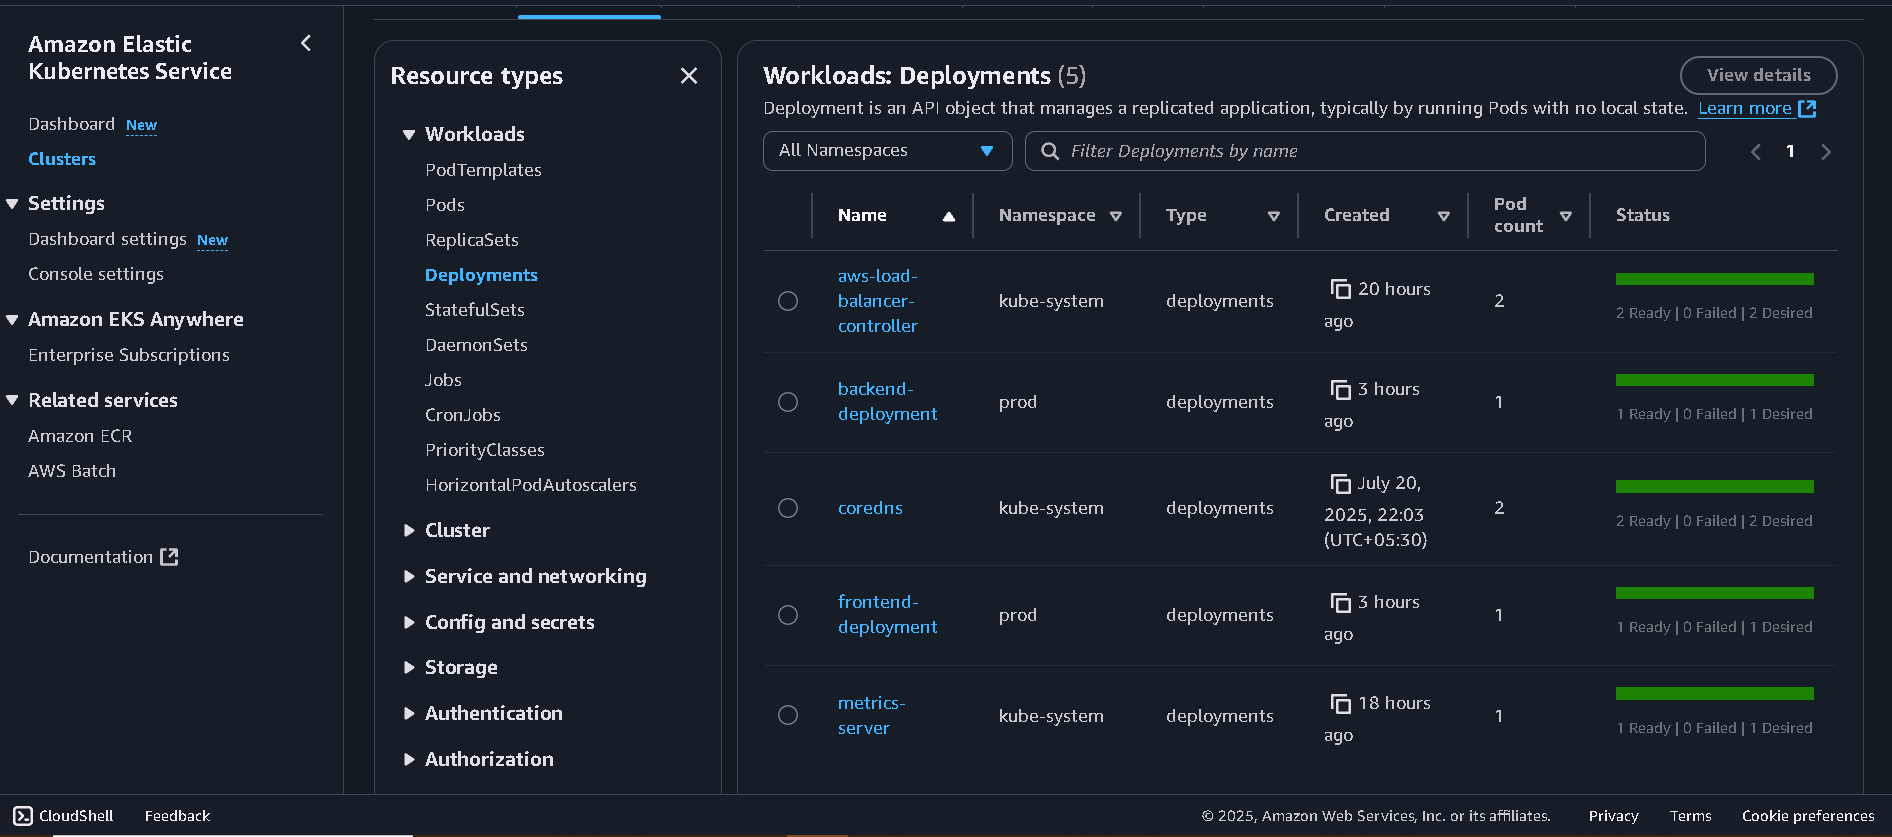 Amazon Elastic
Kubernetes Service
Dashboard New
Clusters
Settings
Dashboard settings New
Console settings
Amazon EKS Anywhere
Enterprise Subscriptions
Related services
Amazon ECR
AWS Batch
Documentation
Resource types
Workloads
PodTemplates
Pods
ReplicaSets
Deployments
StatefulSets
DaemonSets
Jobs
CronJobs
PriorityClasses
HorizontalPodAutoscalers
Cluster
Service and networking
Config and secrets
Storage
Authentication
Authorization
Workloads: Deployments (5)
View details
Deployment is an API object that manages a replicated application, typically by running Pods with no local state. Learn more
All Namespaces
Filter Deployments by name
1
Name Namespace Type Created Pod
count Status
aws-load-
balancer-
controller
kube-system
deployments
20 hours
ago
2
2 Ready | 0 Failed | 2 Desired
backend-
deployment
prod
deployments
3 hours
ago
1
1 Ready | 0 Failed | 1 Desired
coredns
kube-system
deployments
July 20,
2025, 22:03
(UTC+05:30)
2
2 Ready | 0 Failed | 2 Desired
frontend-
deployment
prod
deployments
3 hours
ago
1
1 Ready | 0 Failed | 1 Desired
metrics-
server
kube-system
deployments
18 hours
ago
1
1 Ready | 0 Failed | 1 Desired
CloudShell Feedback
© 2025, Amazon Web Services, Inc. or its affiliates. Privacy Terms Cookie preferences